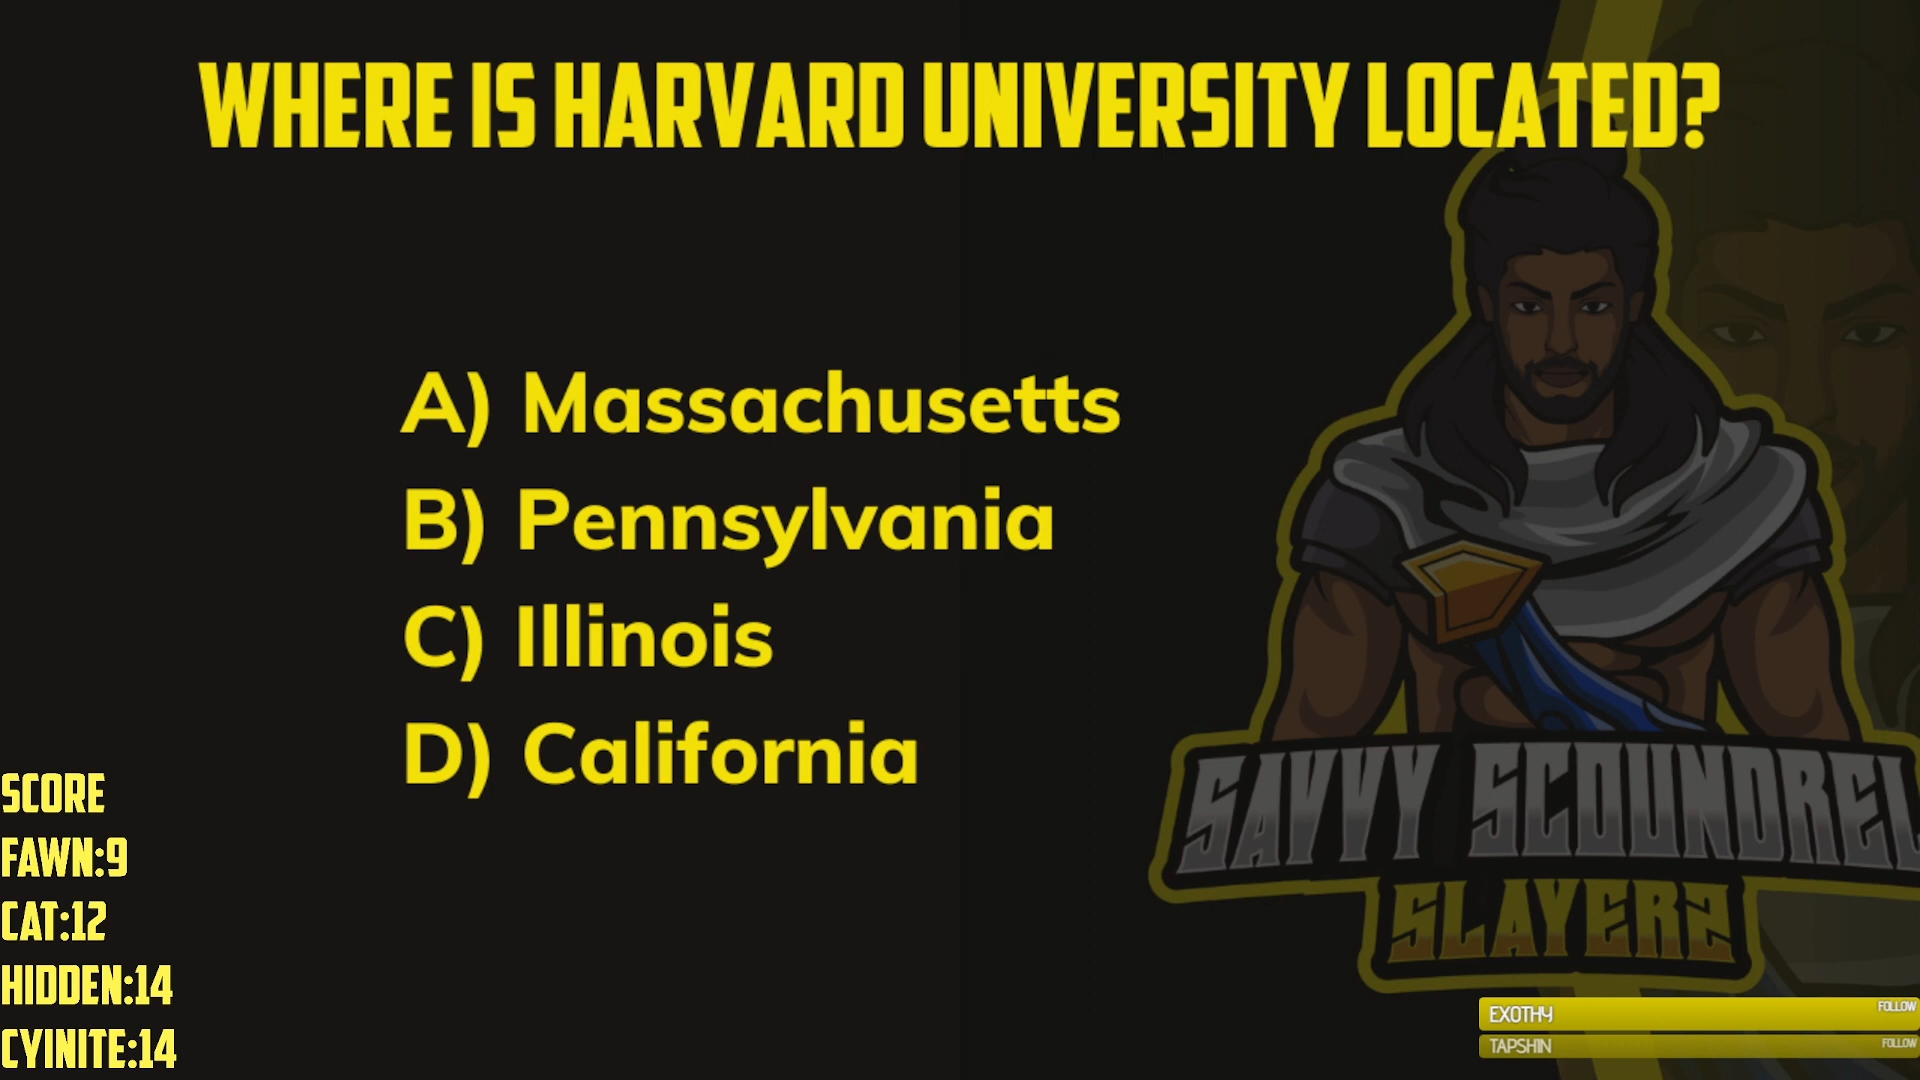 WHERE IS HARVARD UNIVERSITY LOCATED?
A) Massachusetts
B) Pennsylvania
C) Illinois
D) California
SCORE
FAWN:9
CAT:12
HIDDEN:14
CYINITE:14
SAVVY SCOUNDREL
SLAYERZ
EXOTHY FOLLOW
TAPSHIN FOLLOW